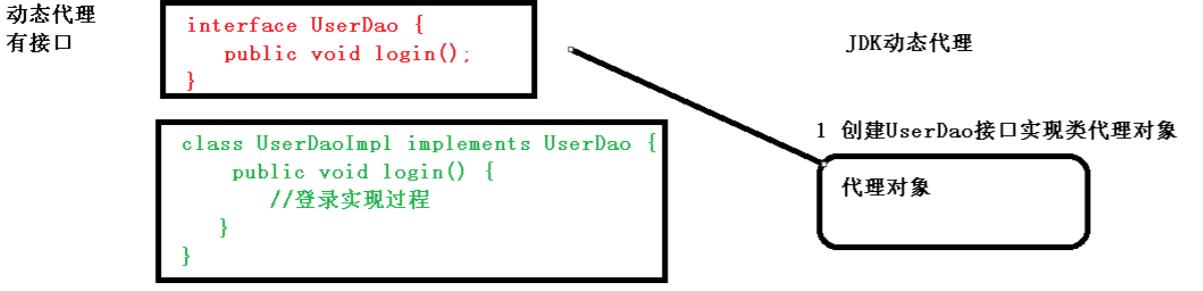 动态代理
有接口
interface UserDao {
public void login();
}
class UserDaoImpl implements UserDao {
public void login() {
//登录实现过程
}
}
JDK动态代理
1 创建UserDao接口实现类代理对象
代理对象